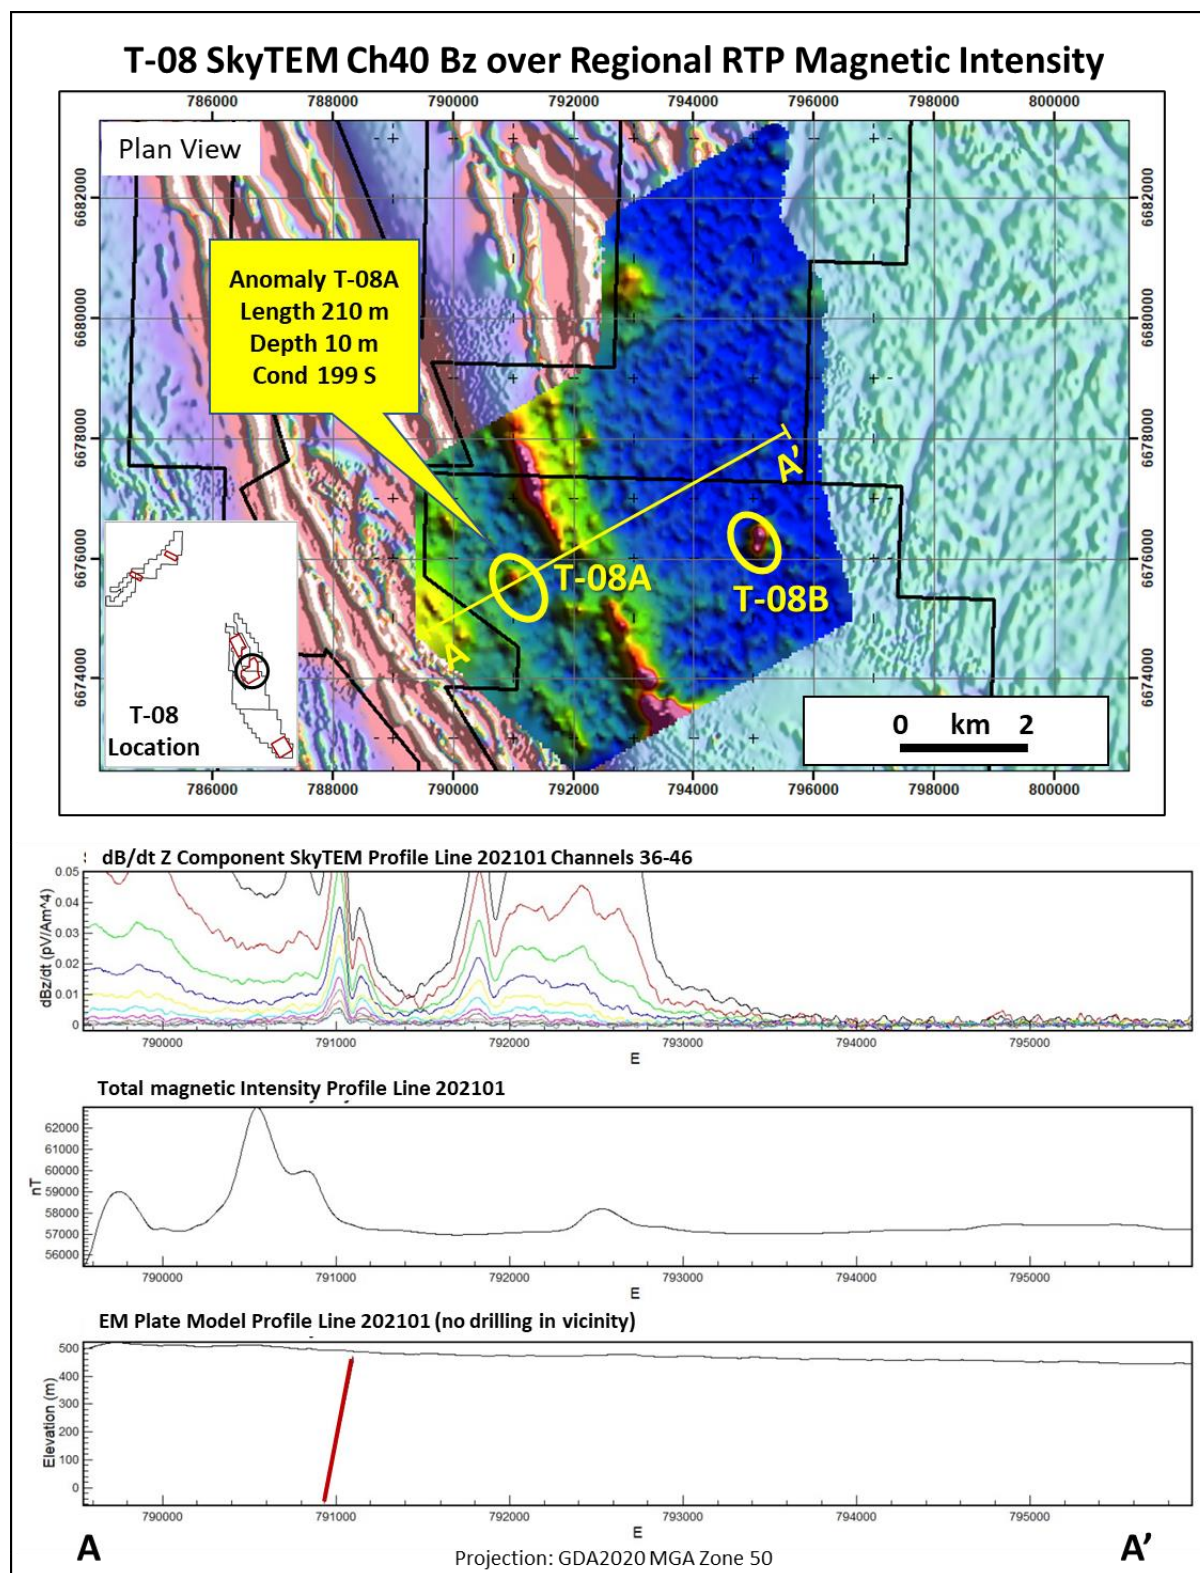 T-08 SkyTEM Ch40 Bz over Regional RTP Magnetic Intensity
786000 788000 790000 792000 794000 796000 798000 800000
Plan View
6682000
6680000
6678000
6676000
6674000
6682000
6680000
6678000
6676000
6674000
Anomaly T-08A
Length 210 m
Depth 10 m
Cond 199 S
A'
T-08A
T-08B
A
T-08
Location
0 km 2
786000 788000 790000 792000 794000 796000 798000 800000
dB/dt Z Component SkyTEM Profile Line 202101 Channels 36-46
dBz/dt (pV/Am^4)
0.05
0.04
0.03
0.02
0.01
0
790000 791000 792000 793000 794000 795000
E
Total magnetic Intensity Profile Line 202101
nT
62000
61000
60000
59000
58000
57000
56000
790000 791000 792000 793000 794000 795000
E
EM Plate Model Profile Line 202101 (no drilling in vicinity)
Elevation (m)
500
400
300
200
100
0
790000 791000 792000 793000 794000 795000
E
A A’
Projection: GDA2020 MGA Zone 50